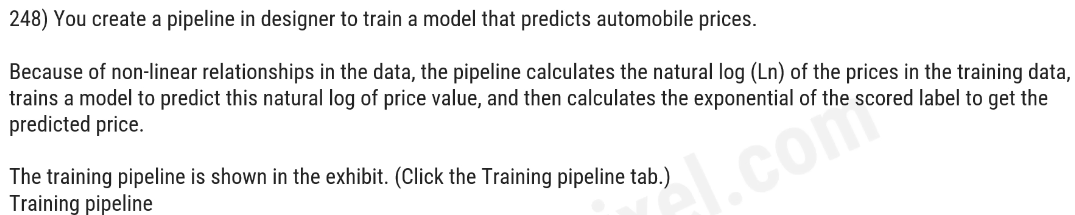 248) You create a pipeline in designer to train a model that predicts automobile prices.
Because of non-linear relationships in the data, the pipeline calculates the natural log (Ln) of the prices in the training data,
trains a model to predict this natural log of price value, and then calculates the exponential of the scored label to get the
predicted price.
The training pipeline is shown in the exhibit. (Click the Training pipeline tab.)
Training pipeline